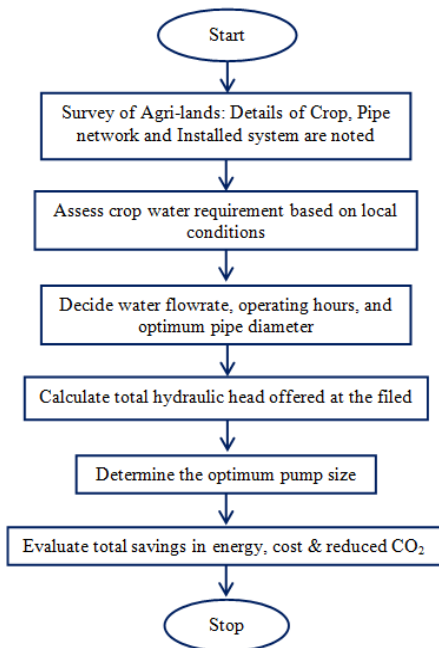 Start
Survey of Agri-lands: Details of Crop, Pipe
network and Installed system are noted
Assess crop water requirement based on local
conditions
Decide water flowrate, operating hours, and
optimum pipe diameter
Calculate total hydraulic head offered at the filed
Determine the optimum pump size
Evaluate total savings in energy, cost & reduced CO₂
Stop